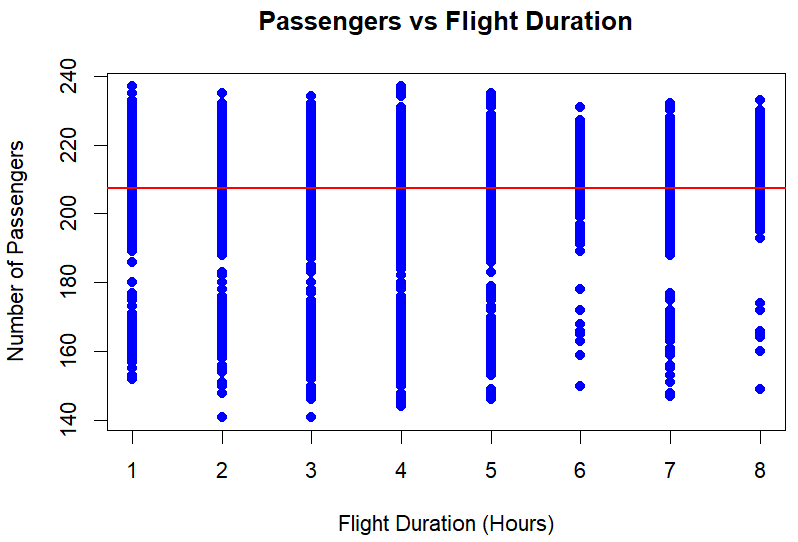 Passengers vs Flight Duration
Number of Passengers
240
220
200
180
160
140
1 2 3 4 5 6 7 8
Flight Duration (Hours)